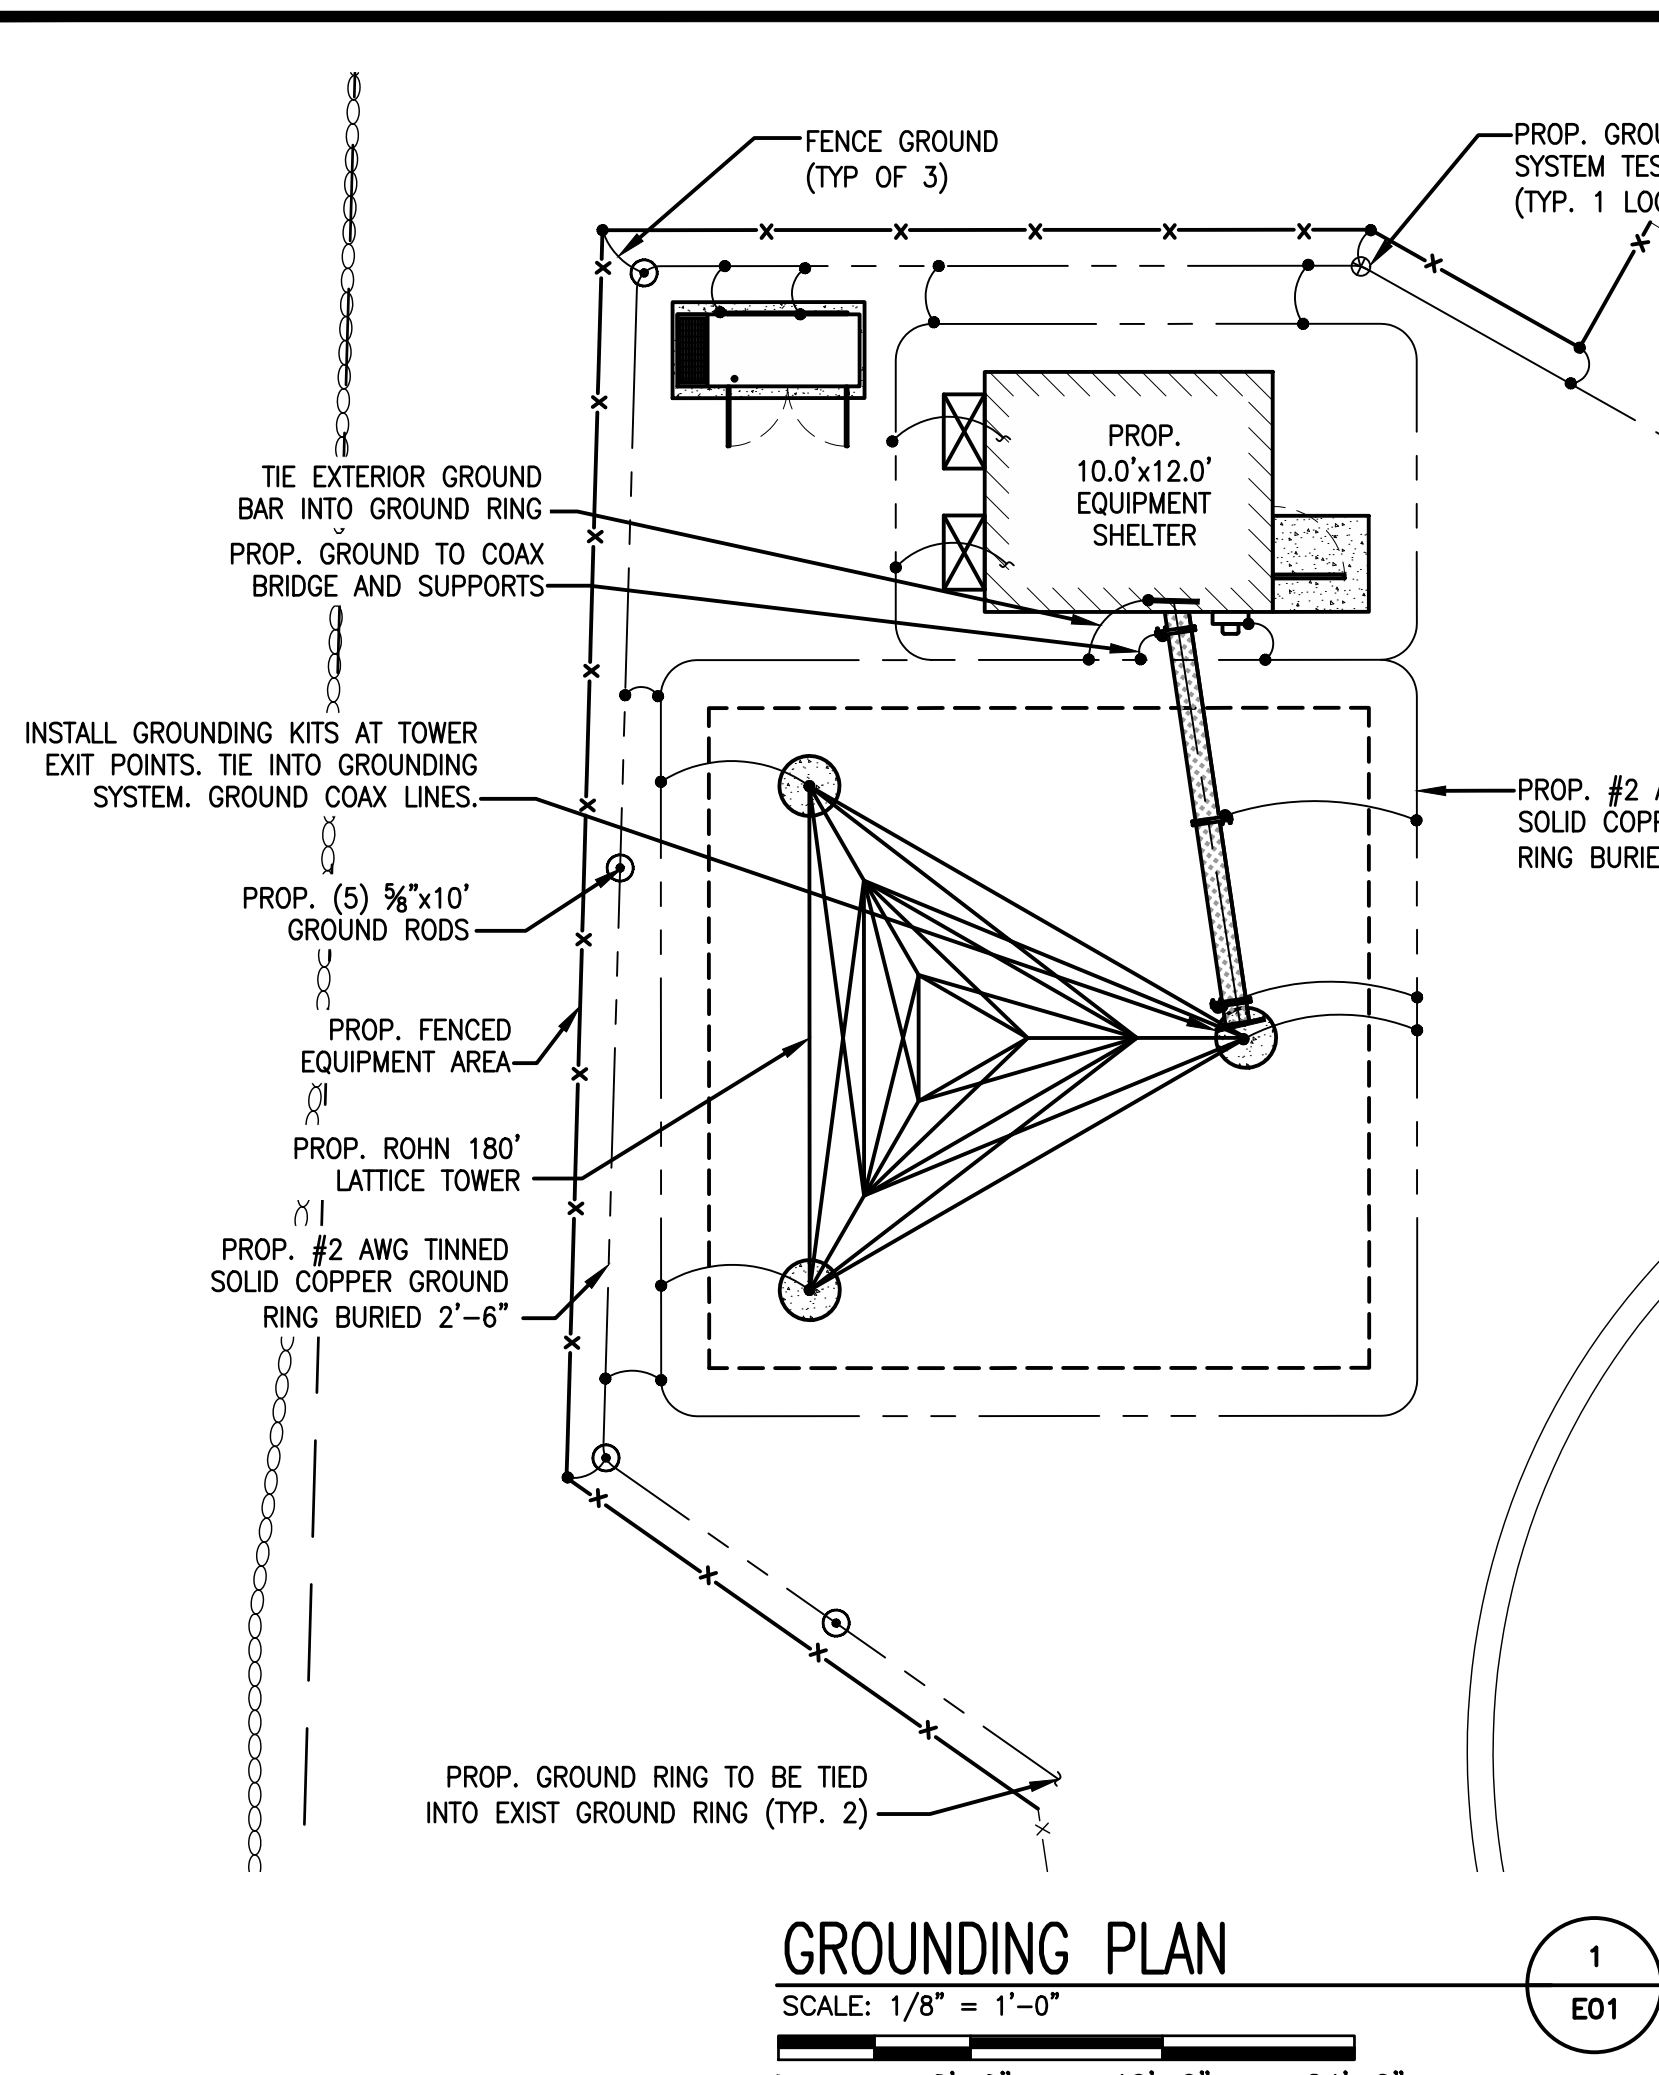 FENCE GROUND
(TYP OF 3)
PROP. GROU
SYSTEM TES
(TYP. 1 LOC
PROP.
10.0'x12.0'
EQUIPMENT
SHELTER
TIE EXTERIOR GROUND
BAR INTO GROUND RING
PROP. GROUND TO COAX
BRIDGE AND SUPPORTS
INSTALL GROUNDING KITS AT TOWER
EXIT POINTS. TIE INTO GROUNDING
SYSTEM. GROUND COAX LINES.
PROP. #2 A
SOLID COPP
RING BURIE
PROP. (5) ⅝"x10'
GROUND RODS
PROP. FENCED
EQUIPMENT AREA
PROP. ROHN 180'
LATTICE TOWER
PROP. #2 AWG TINNED
SOLID COPPER GROUND
RING BURIED 2'-6"
PROP. GROUND RING TO BE TIED
INTO EXIST GROUND RING (TYP. 2)
GROUNDING PLAN
SCALE: 1/8" = 1'-0"
1
E01